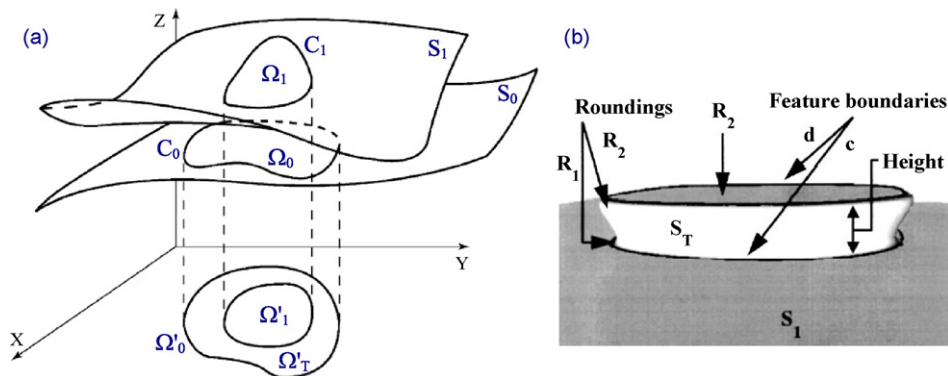 (a)
Z
C1
S1
Ω1
S0
C0
Ω0
Y
X
Ω'1
Ω'0
Ω'T
(b)
Roundings
Feature boundaries
R2
d
c
R2
R1
Height
ST
S1